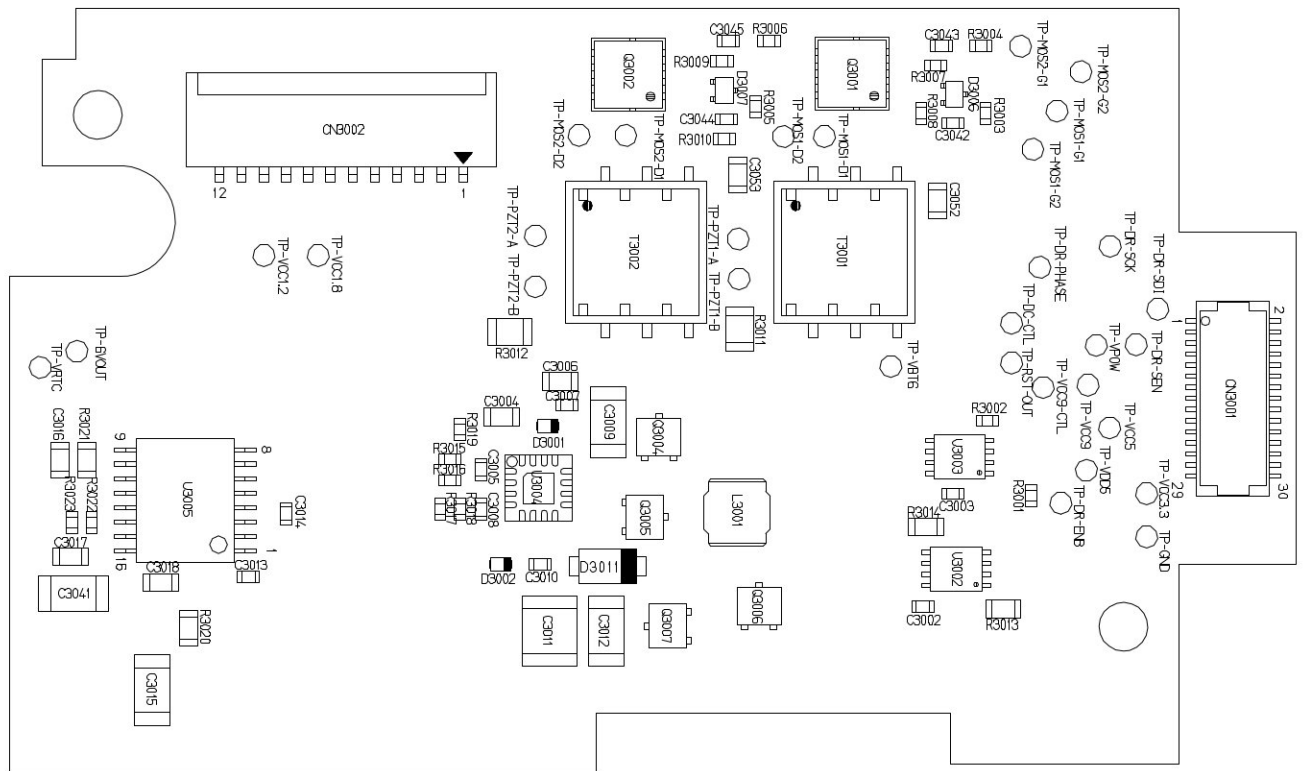 C3045
R3006
C3043
R3004
TP-MOS2-G1
TP-MOS2-G2
Q3002
R3009
D3007
R3005
Q3001
R3007
D3006
R3008
R3003
C3042
TP-MOS1-G1
TP-MOS1-G2
CN3002
12
1
TP-MOS2-D2
TP-MOS2-D1
C3044
R3010
TP-MOS1-D2
TP-MOS1-D1
C3053
C3052
TP-VCC1.2
TP-VCC1.8
TP-PZT2-A
TP-PZT2-B
T3002
TP-PZT1-A
TP-PZT1-B
T3001
TP-DR-PHASE
TP-DR-SCK
TP-DR-SDI
TP-VRTC
TP-6VOUT
R3012
R3011
TP-VBT6
TP-DC-CTL
TP-RST-OUT
TP-VPOW
TP-DR-SEN
1
2
CN3001
29
30
C3006
C3007
C3004
D3001
C3009
Q3004
R3002
TP-VCC9-CTL
TP-VCC9
TP-VCC5
C3016
R3021
9
8
R3019
R3015
R3016
C3005
U3004
U3003
TP-VDD5
TP-VCC3.3
R3023
R3022
U3005
C3014
R3017
R3018
C3008
Q3005
L3001
C3003
R3001
R3014
TP-DR-ENB
TP-GND
C3017
16
1
C3018
C3013
C3041
D3002
C3010
D3011
U3002
R3020
C3011
C3012
Q3007
Q3006
C3002
R3013
C3015